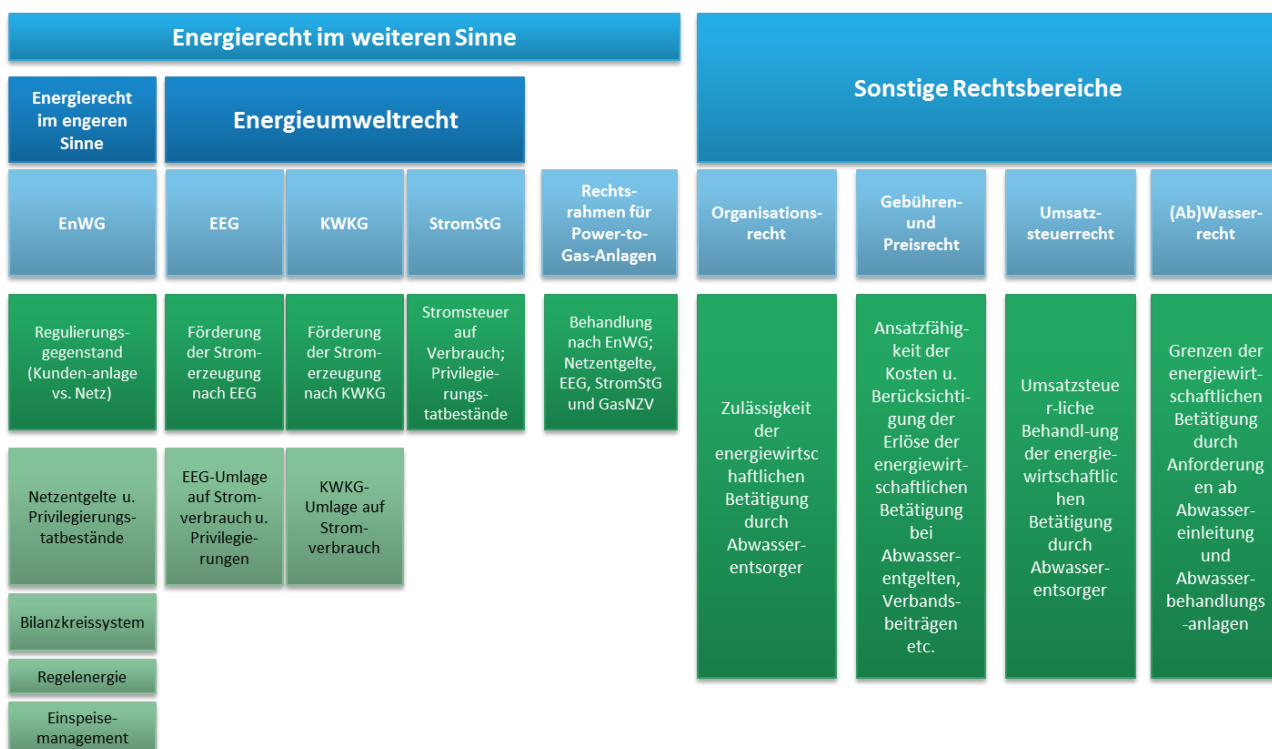 Energierecht im weiteren Sinne
Sonstige Rechtsbereiche
Energierecht
im engeren
Sinne
Energieumweltrecht
EnWG
EEG
KWKG
StromStG
Rechts-
rahmen für
Power-to-
Gas-Anlagen
Organisations-
recht
Gebühren-
und
Preisrecht
Umsatz-
steuerrecht
(Ab)Wasser-
recht
Regulierungs-
gegenstand
(Kunden-anlage
vs. Netz)
Förderung
der Strom-
erzeugung
nach EEG
Förderung
der Strom-
erzeugung
nach KWKG
Stromsteuer
auf
Verbrauch;
Privilegie-
rungs-
tatbestände
Behandlung
nach EnWG;
Netzentgelte,
EEG, StromStG
und GasNZV
Zulässigkeit
der
energiewirtsc
haftlichen
Betätigung
durch
Abwasser-
entsorger
Ansatzfähig-
keit der
Kosten u.
Berücksichti-
gung der
Erlöse der
energiewirt-
schaftlichen
Betätigung
bei
Abwasser-
entgelten,
Verbands-
beiträgen
etc.
Umsatzsteue
r-liche
Behandl-ung
der energie-
wirtschaftlic
hen
Betätigung
durch
Abwasser-
entsorger
Grenzen der
energiewirt-
schaftlichen
Betätigung
durch
Anforderung
en ab
Abwasser-
einleitung
und
Abwasser-
behandlungs
-anlagen
Netzentgelte u.
Privilegierungs-
tatbestände
EEG-Umlage
auf Strom-
verbrauch u.
Privilegie-
rungen
KWKG-
Umlage auf
Strom-
verbrauch
Bilanzkreissystem
Regelenergie
Einspeise-
management